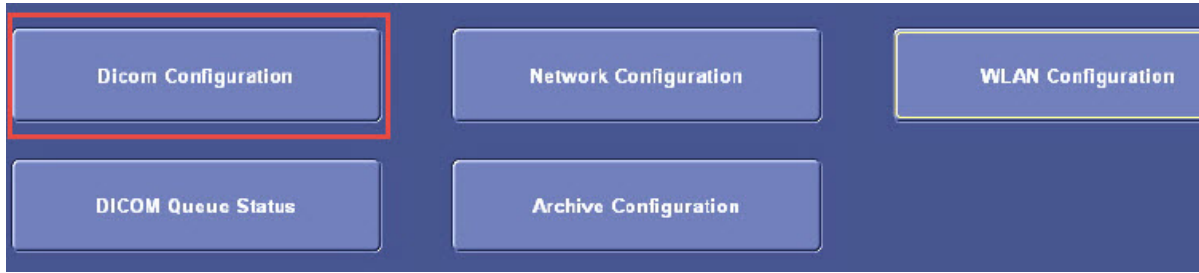 Dicom Configuration
Network Configuration
WLAN Configuration
DICOM Queue Status
Archive Configuration